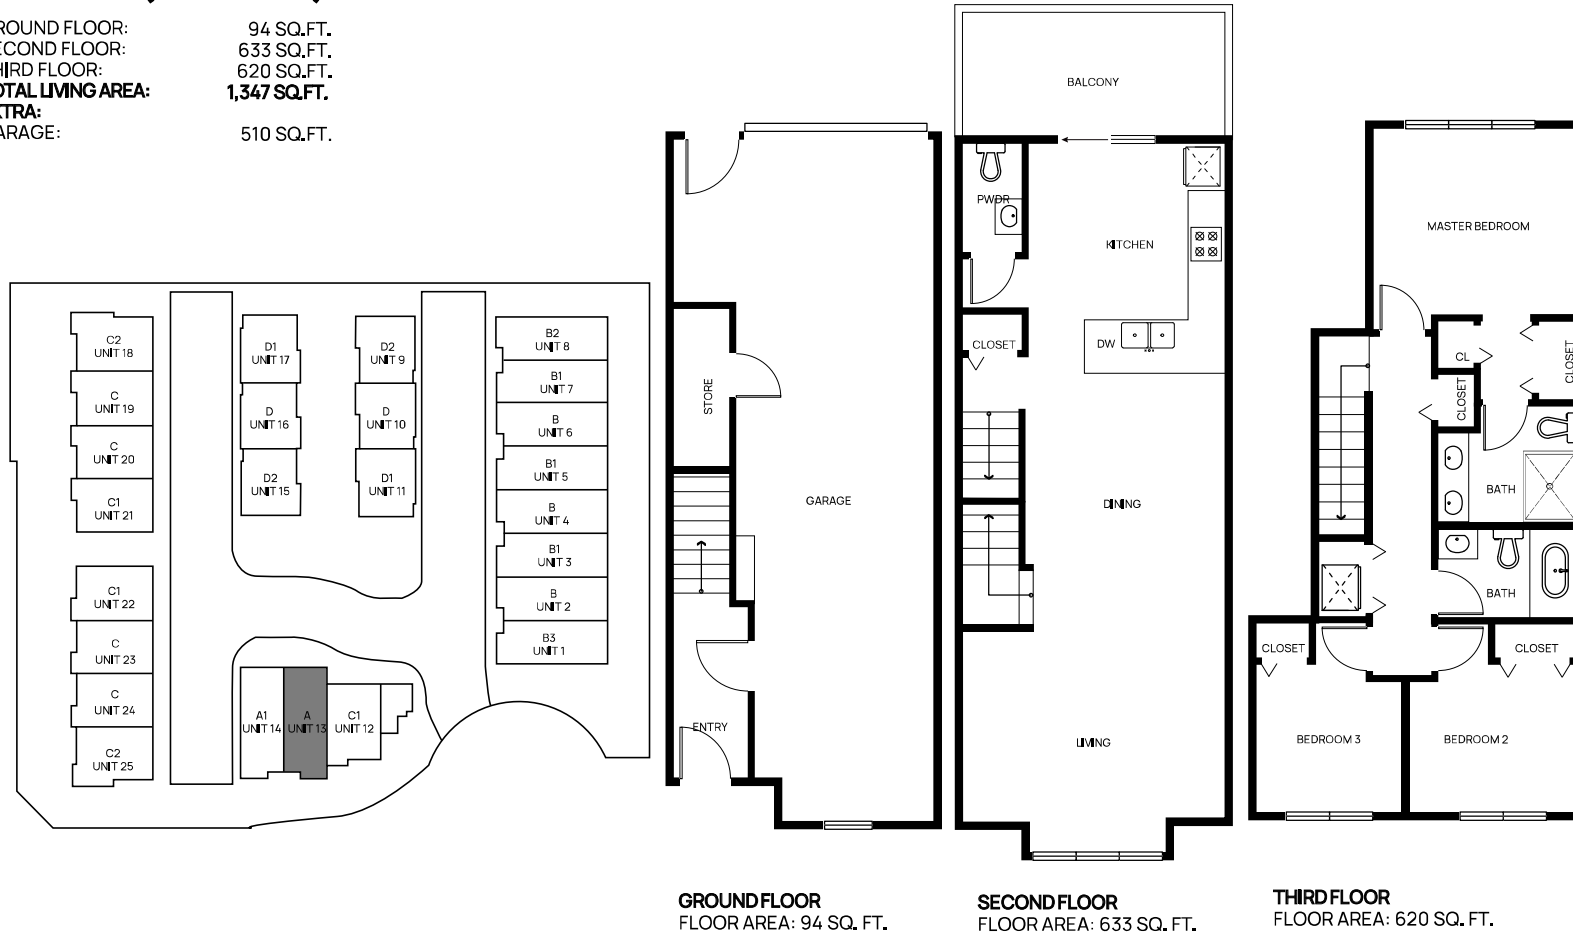 ROUND FLOOR: 94 SQ.FT.
ECOND FLOOR: 633 SQ.FT.
HIRD FLOOR: 620 SQ.FT.
OTAL LIVING AREA: 1,347 SQ.FT.
XTRA:
ARAGE: 510 SQ.FT.
C2
UNIT 18
C
UNIT 19
C
UNIT 20
C1
UNIT 21
C1
UNIT 22
C
UNIT 23
C
UNIT 24
C2
UNIT 25
D1
UNIT 17
D
UNIT 16
D2
UNIT 15
D2
UNIT 9
D
UNIT 10
D1
UNIT 11
B2
UNIT 8
B1
UNIT 7
B
UNIT 6
B1
UNIT 5
B
UNIT 4
B1
UNIT 3
B
UNIT 2
B3
UNIT 1
A1
UNIT 14
A
UNIT 13
C1
UNIT 12
STORE
GARAGE
ENTRY
GROUND FLOOR
FLOOR AREA: 94 SQ. FT.
BALCONY
PWDR
KITCHEN
CLOSET
DW
DINING
LIVING
SECOND FLOOR
FLOOR AREA: 633 SQ. FT.
MASTER BEDROOM
CL
CLOSET
CLOSET
BATH
BATH
CLOSET
CLOSET
BEDROOM 3
BEDROOM 2
THIRD FLOOR
FLOOR AREA: 620 SQ. FT.